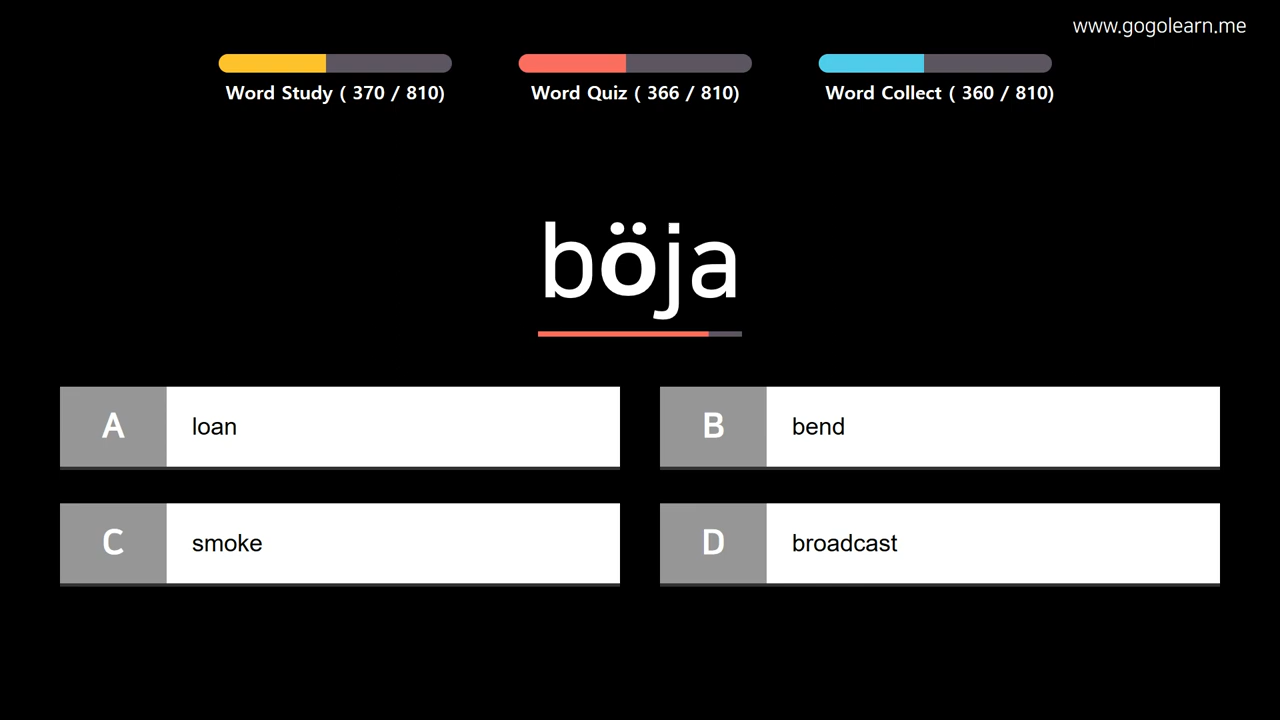 www.gogolearn.me
Word Study ( 370 / 810)
Word Quiz ( 366 / 810)
Word Collect ( 360 / 810)
böja
A loan
B bend
C smoke
D broadcast